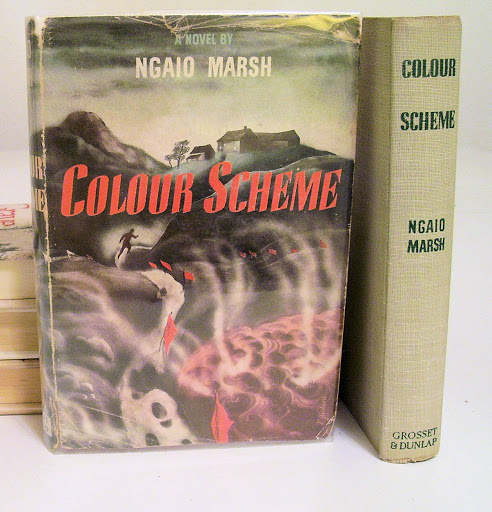 A NOVEL BY
NGAIO MARSH
COLOUR SCHEME
COLOUR
SCHEME
NGAIO
MARSH
GROSSET
& DUNLAP